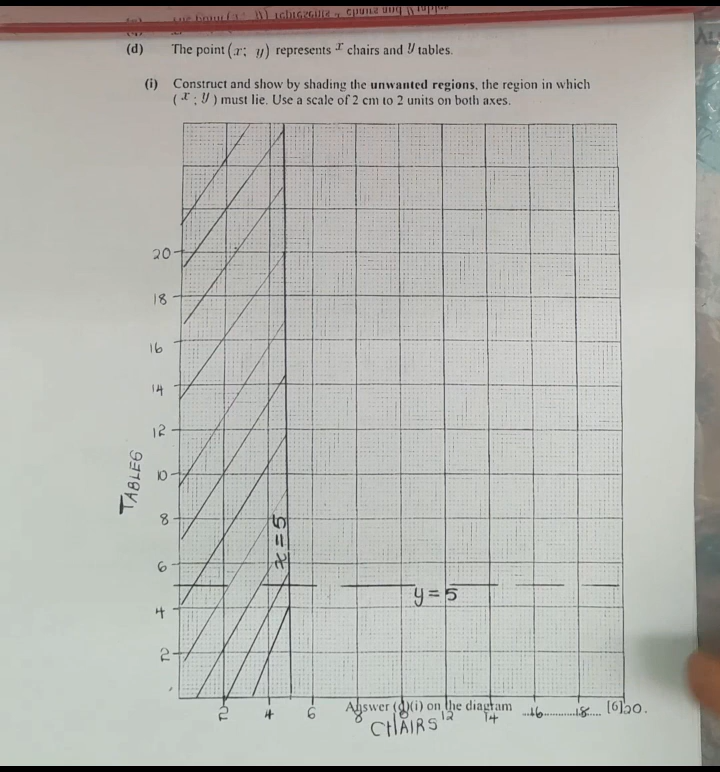 (d) The point (x; y) represents x chairs and y tables.
(i) Construct and show by shading the unwanted regions, the region in which
(x ; y) must lie. Use a scale of 2 cm to 2 units on both axes.
20
18
16
14
12
10
8
6
4
2
TABLES
x = 5
y = 5
2 4 6 8 10 12 14 16 18 20.
Answer (d)(i) on the diagram [6]
CHAIRS